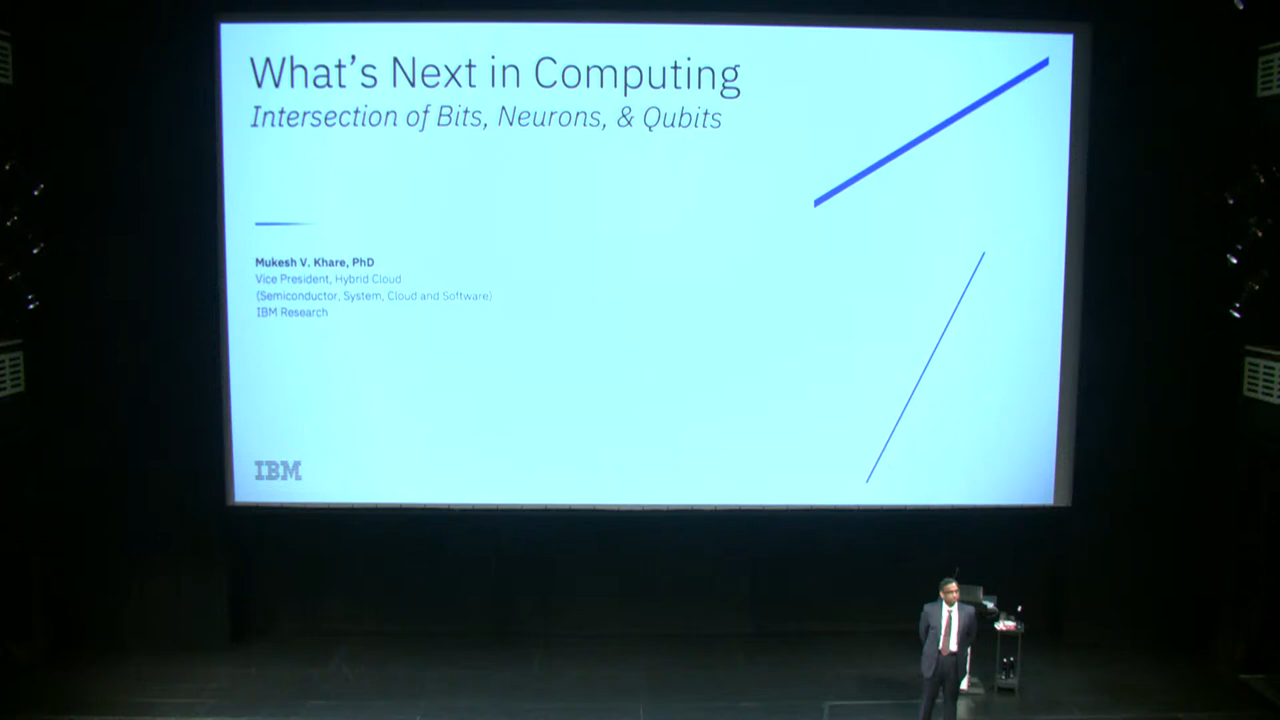 What's Next in Computing
Intersection of Bits, Neurons, & Qubits
Mukesh V. Khare, PhD
Vice President, Hybrid Cloud
(Semiconductor, System, Cloud and Software)
IBM Research
IBM